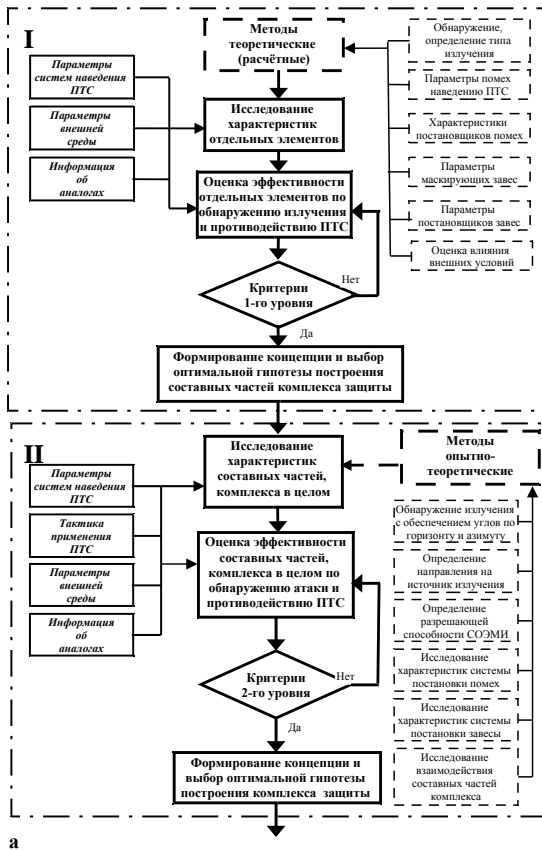 I
Методы
теоретические
(расчётные)
Обнаружение,
определение типа
излучения
Параметры
систем наведения
ПТС
Параметры помех
наведению ПТС
Параметры
внешней
среды
Исследование
характеристик
отдельных элементов
Характеристики
постановщиков помех
Информация
об
аналогах
Оценка эффективности
отдельных элементов по
обнаружению излучения
и противодействию ПТС
Параметры
маскирующих завес
Параметры
постановщиков завес
Оценка влияния
внешних условий
Критерии
1-го уровня
Нет
Да
Формирование концепции и выбор
оптимальной гипотезы построения
составных частей комплекса защиты
II
Исследование
характеристик
составных частей,
комплекса в целом
Методы
опытно-
теоретические
Параметры
систем наведения
ПТС
Тактика
применения
ПТС
Параметры
внешней
среды
Информация
об
аналогах
Оценка эффективности
составных частей,
комплекса в целом по
обнаружению атаки и
противодействию ПТС
Обнаружение излучения
с обеспечением углов по
горизонту и азимуту
Определение
направления на
источник излучения
Определение
разрешающей
способности СОЭМИ
Исследование
характеристик системы
постановки помех
Исследование
характеристик системы
постановки завесы
Исследование
взаимодействия
составных частей
комплекса
Критерии
2-го уровня
Нет
Да
Формирование концепции и
выбор оптимальной гипотезы
построения комплекса защиты
а